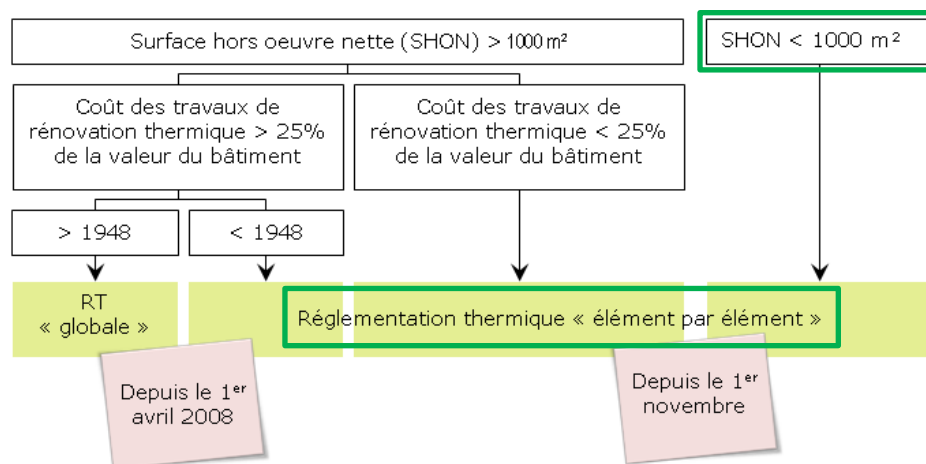 Surface hors oeuvre nette (SHON) > 1000 m²
SHON < 1000 m²
Coût des travaux de
rénovation thermique > 25%
de la valeur du bâtiment
Coût des travaux de
rénovation thermique < 25%
de la valeur du bâtiment
> 1948
< 1948
RT
« globale »
Réglementation thermique « élément par élément »
Depuis le 1er
avril 2008
Depuis le 1er
novembre